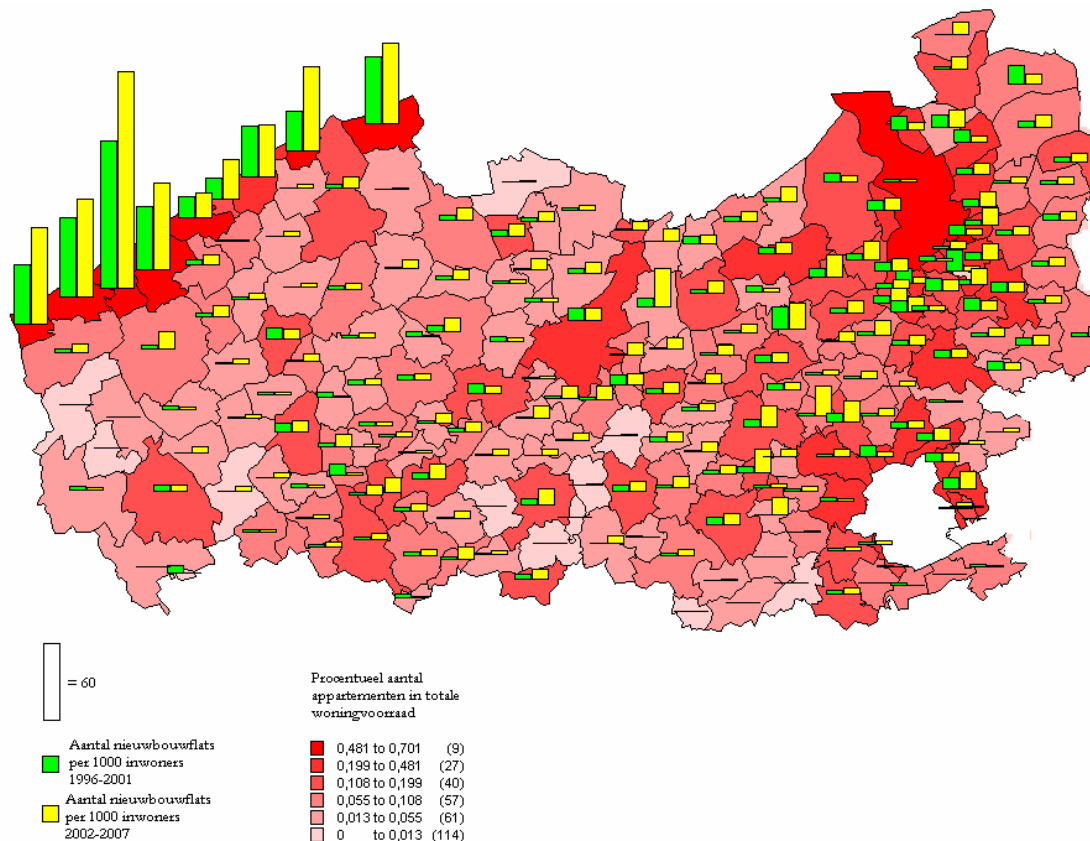 = 60
Aantal nieuwbouwflats
per 1000 inwoners
1996-2001
Aantal nieuwbouwflats
per 1000 inwoners
2002-2007
Procentueel aantal
appartementen in totale
woningvoorraad
0,481 to 0,701 (9)
0,199 to 0,481 (27)
0,108 to 0,199 (40)
0,055 to 0,108 (57)
0,013 to 0,055 (61)
0 to 0,013 (114)